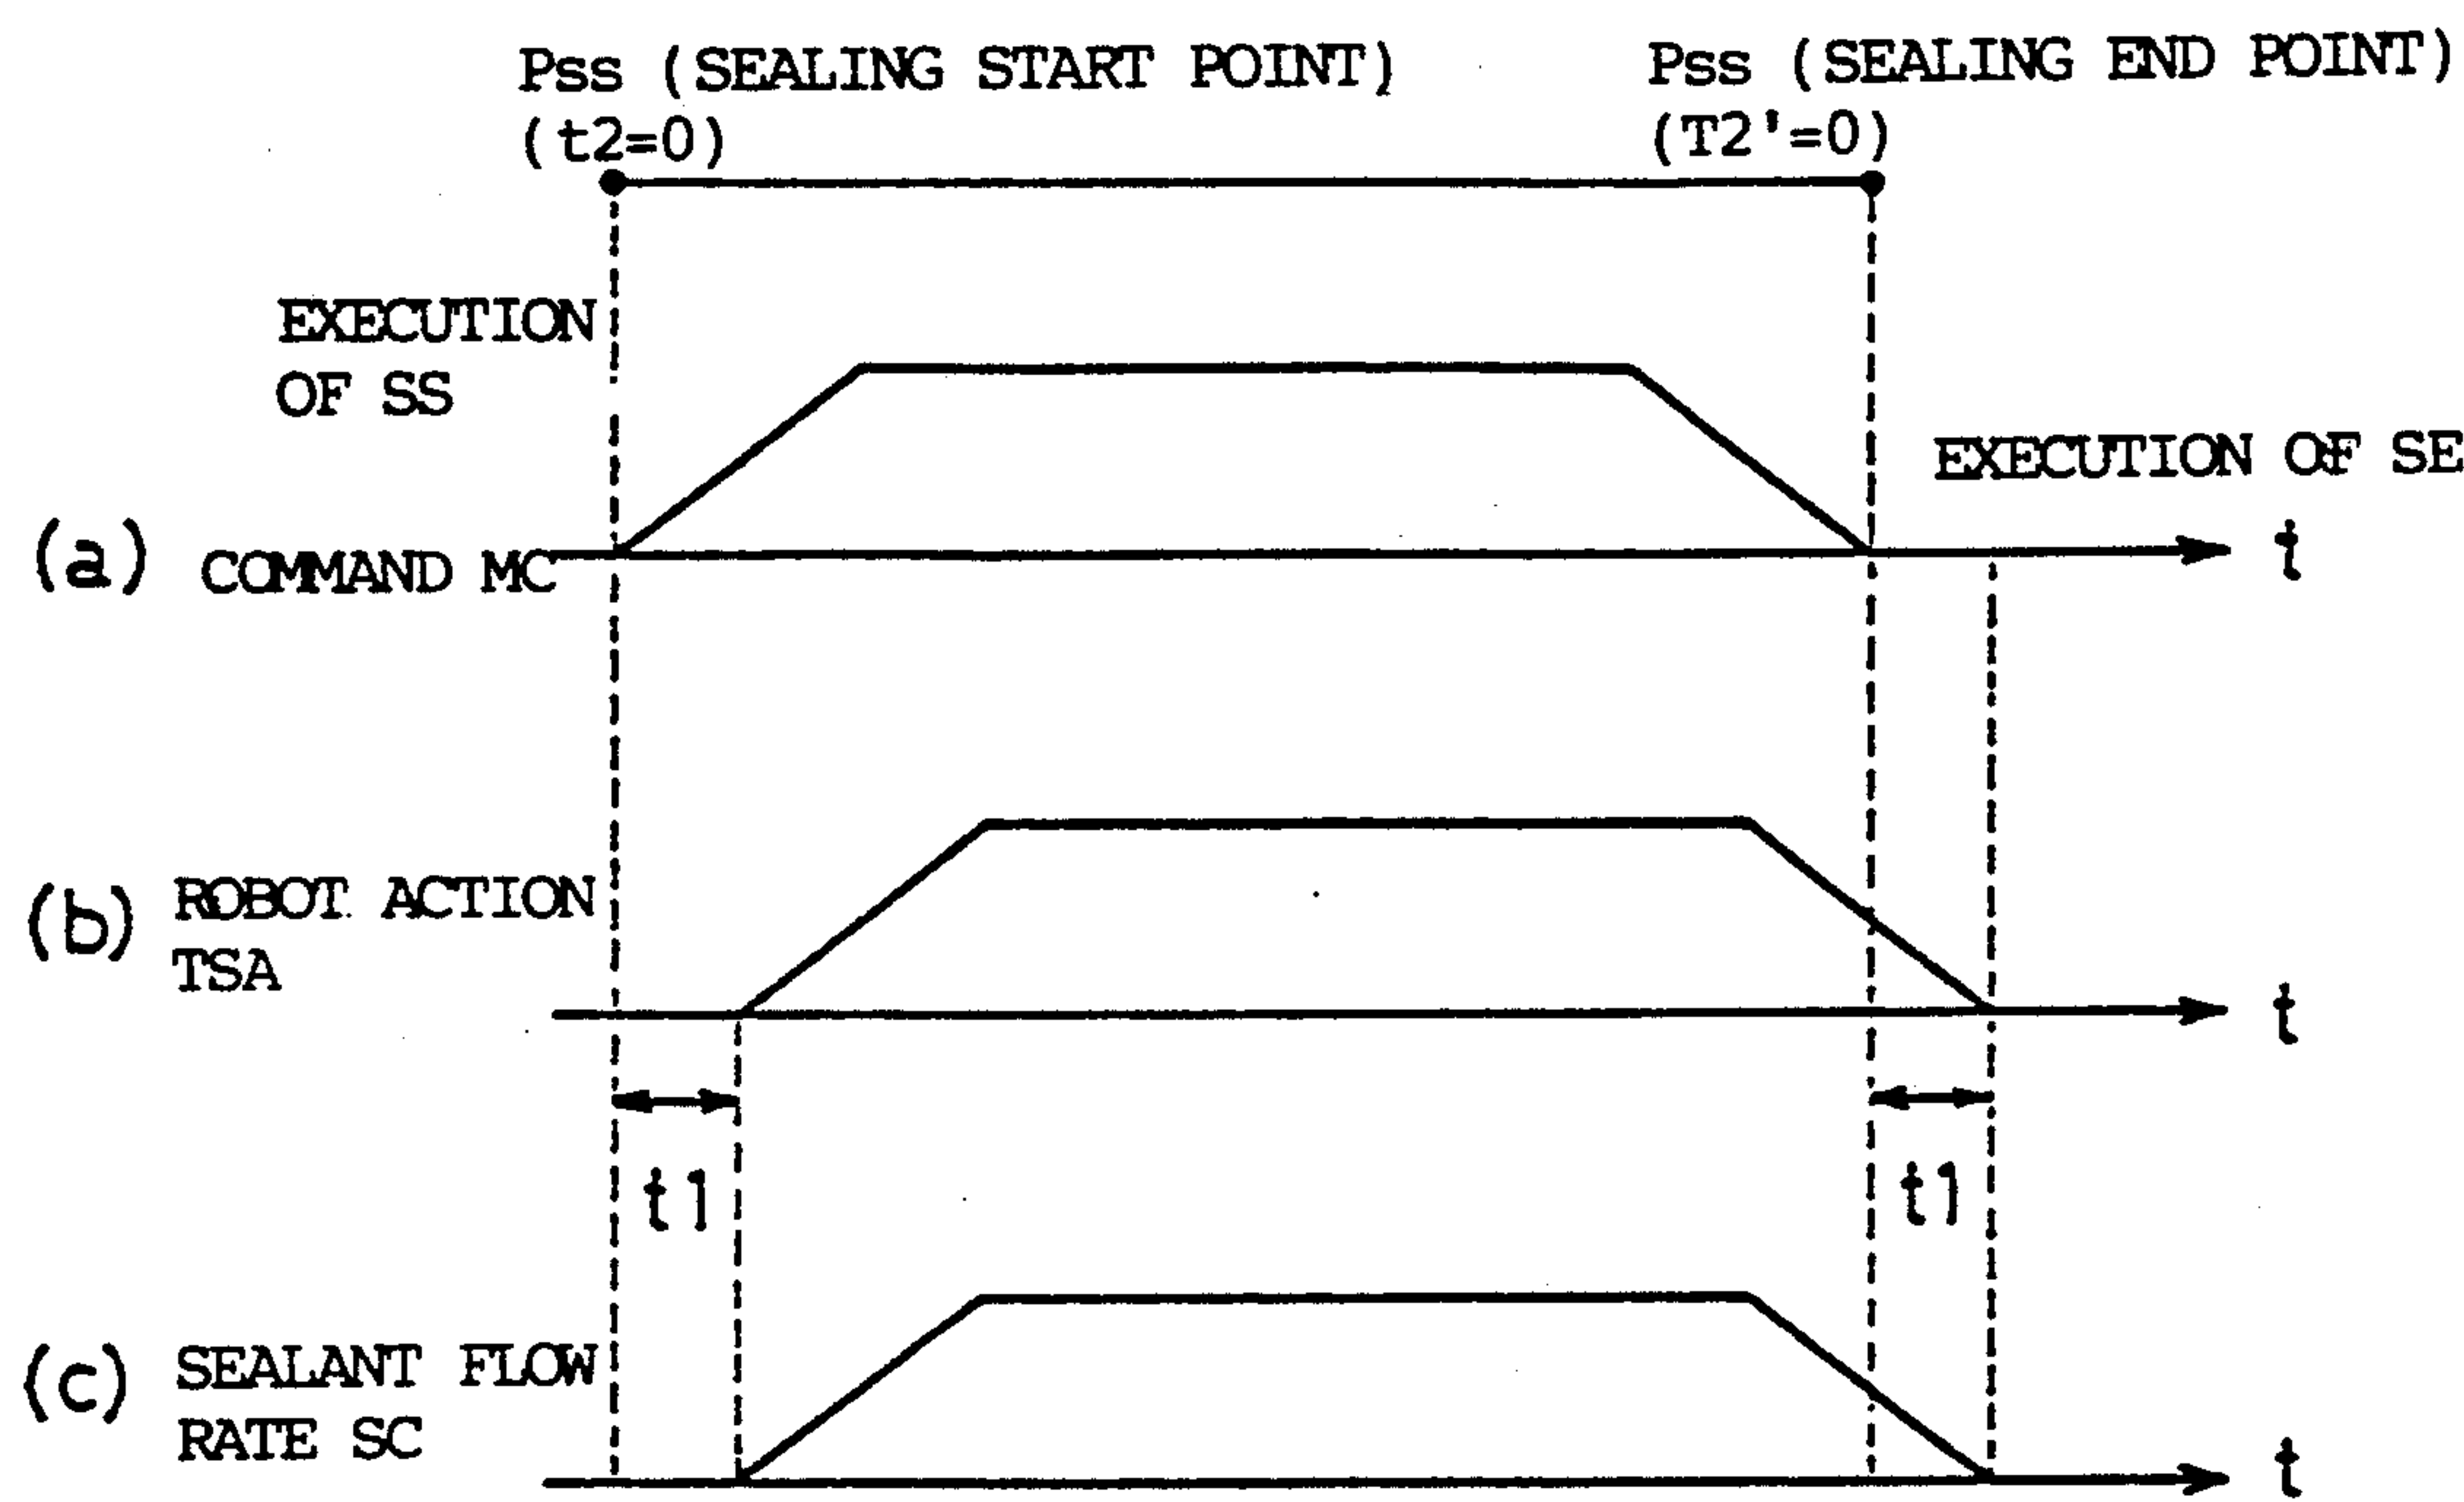 Pss (SEALING START POINT)
(t2=0)
Pss (SEALING END POINT)
(T2'=0)
EXECUTION
OF SS
EXECUTION OF SE
(a) COMMAND MC
t
(b) ROBOT ACTION
TSA
t
t1
t1
(c) SEALANT FLOW
RATE SC
t